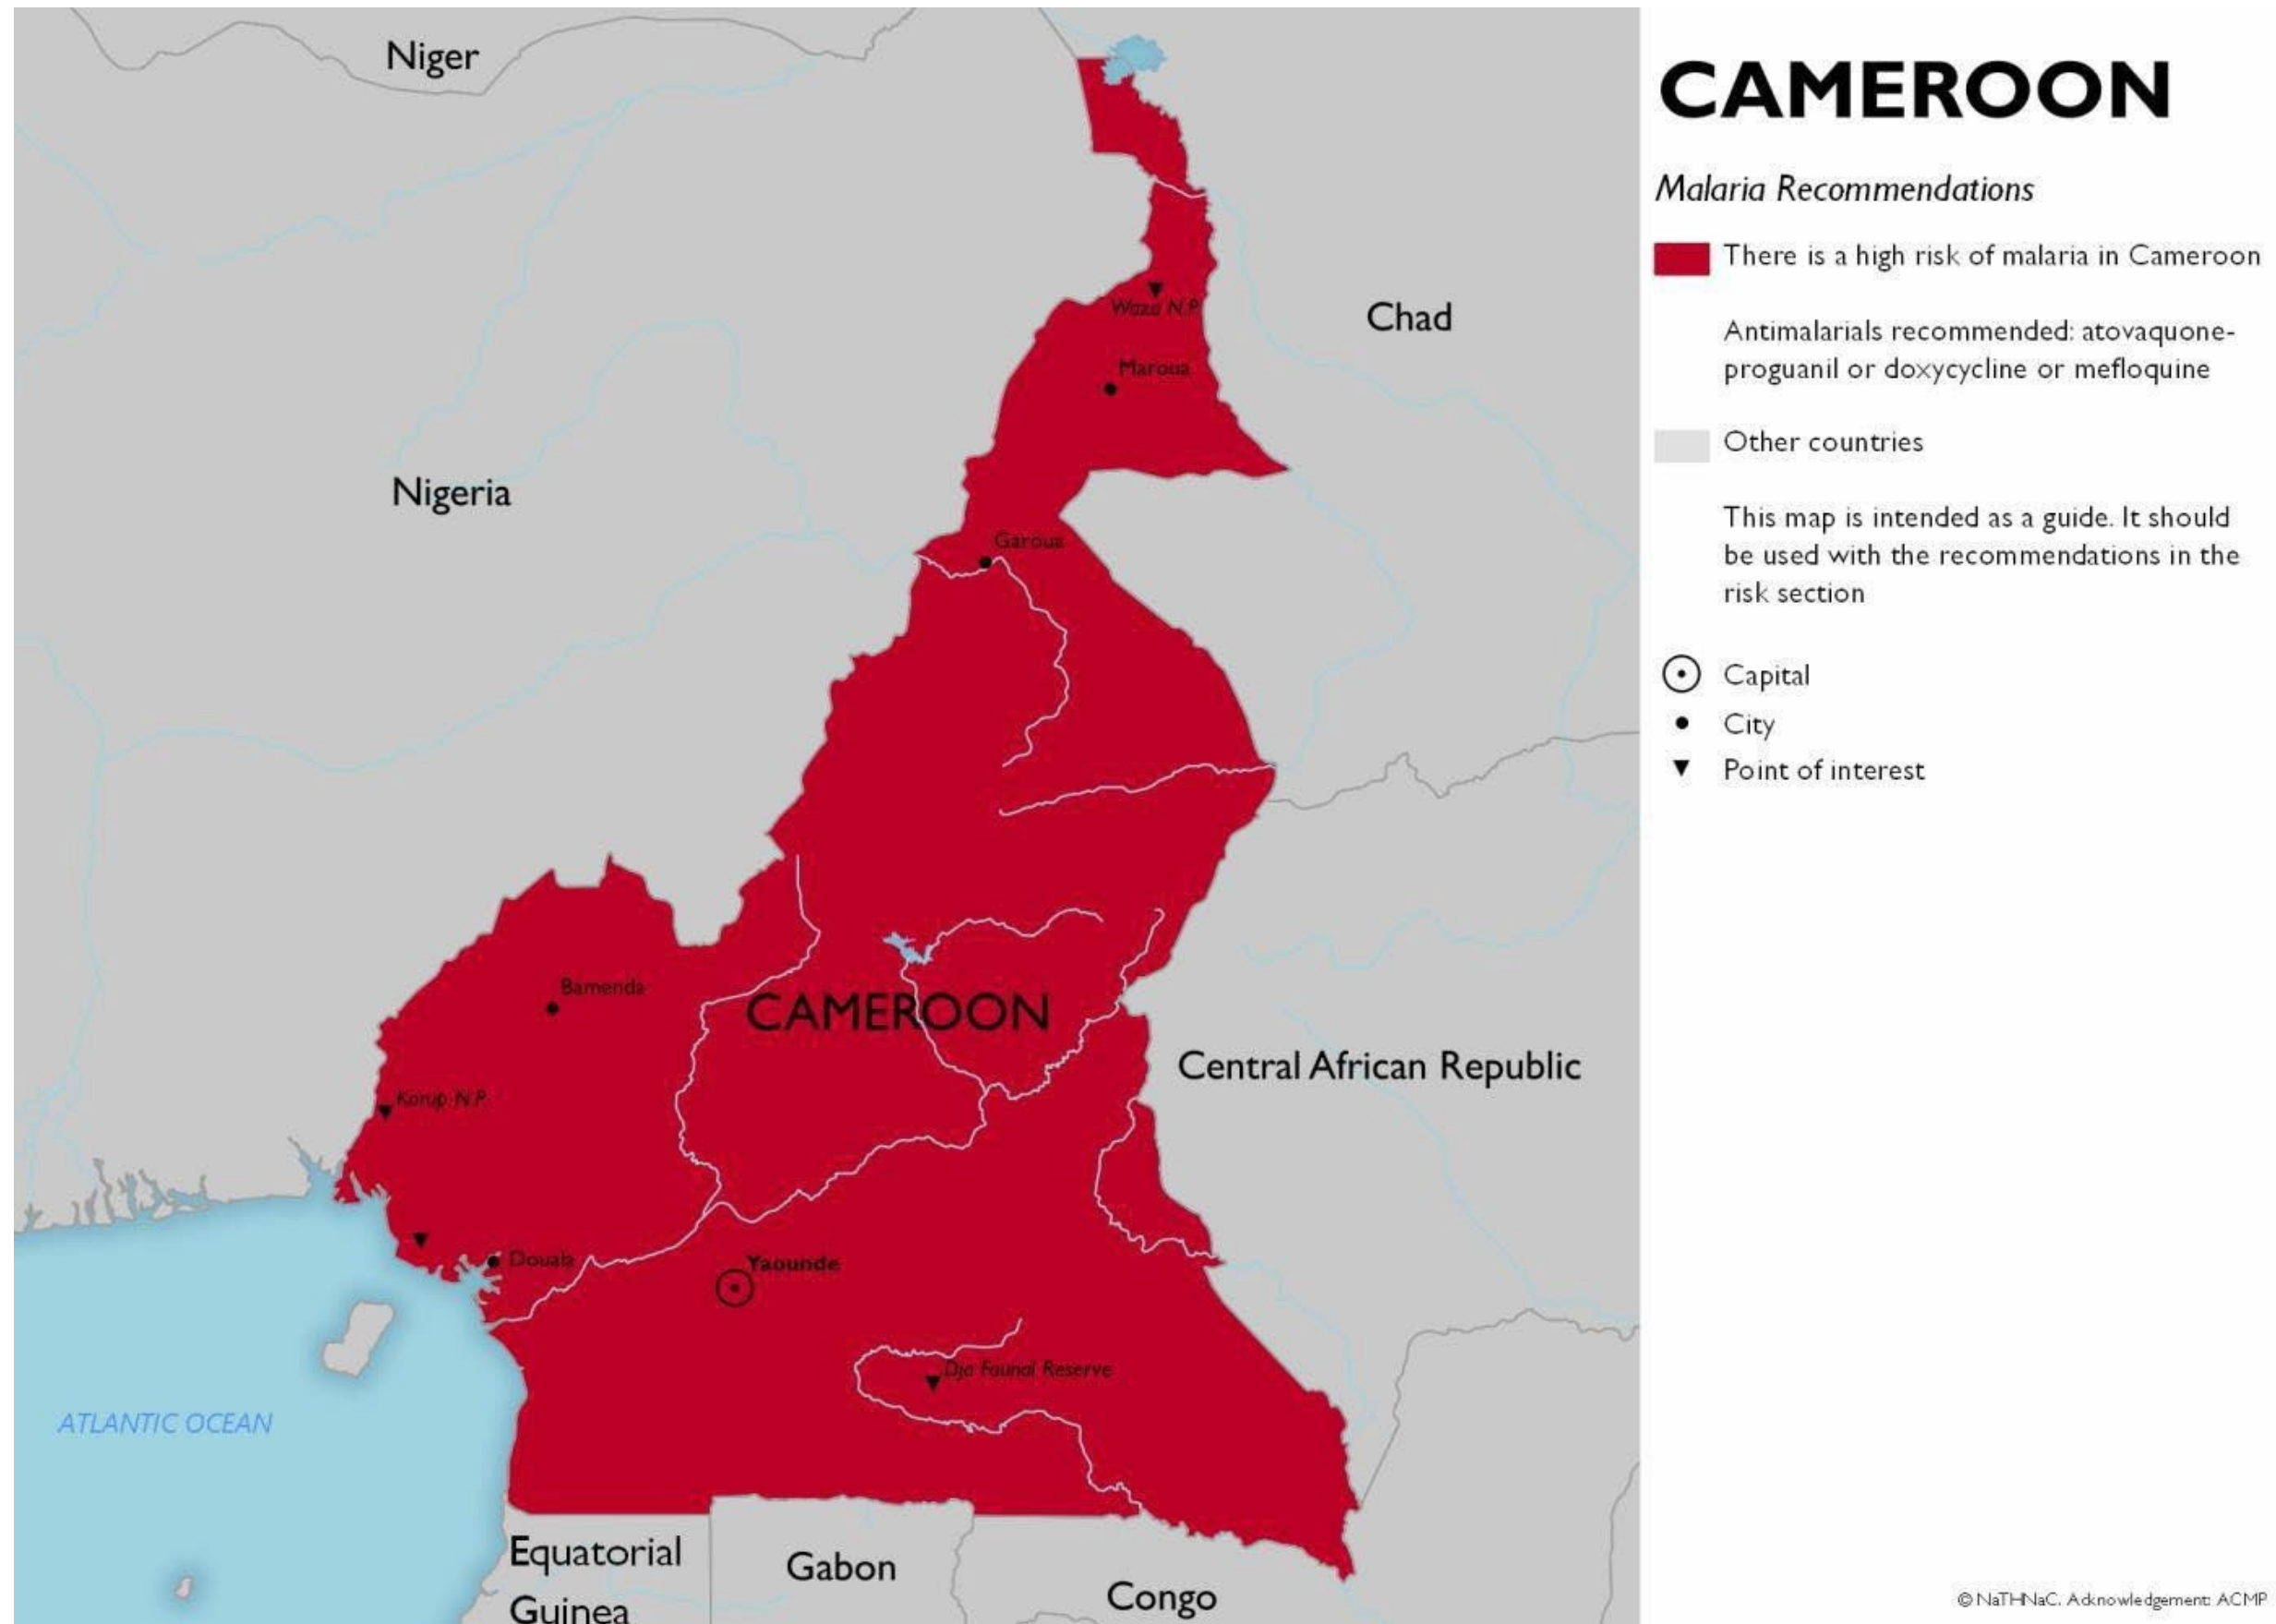 Niger
Nigeria
Chad
Waza N.P.
Maroua
Garoua
Bamenda
CAMEROON
Central African Republic
Korup N.P.
Douala
Yaounde
Dja Faunal Reserve
ATLANTIC OCEAN
Equatorial
Guinea
Gabon
Congo
CAMEROON
Malaria Recommendations
There is a high risk of malaria in Cameroon
Antimalarials recommended: atovaquone-
proguanil or doxycycline or mefloquine
Other countries
This map is intended as a guide. It should
be used with the recommendations in the
risk section
Capital
City
Point of interest
© NaTHNaC. Acknowledgement: ACMP